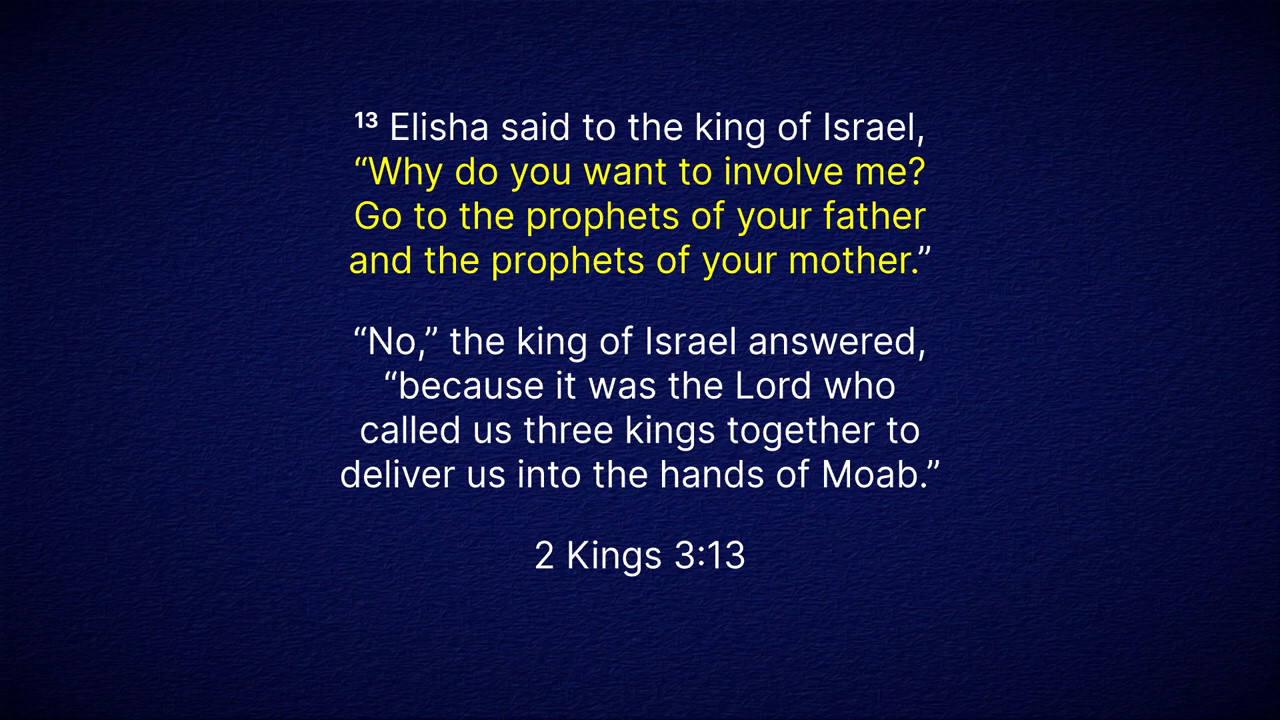 ¹³ Elisha said to the king of Israel,
“Why do you want to involve me?
Go to the prophets of your father
and the prophets of your mother.”
“No,” the king of Israel answered,
“because it was the Lord who
called us three kings together to
deliver us into the hands of Moab.”
2 Kings 3:13